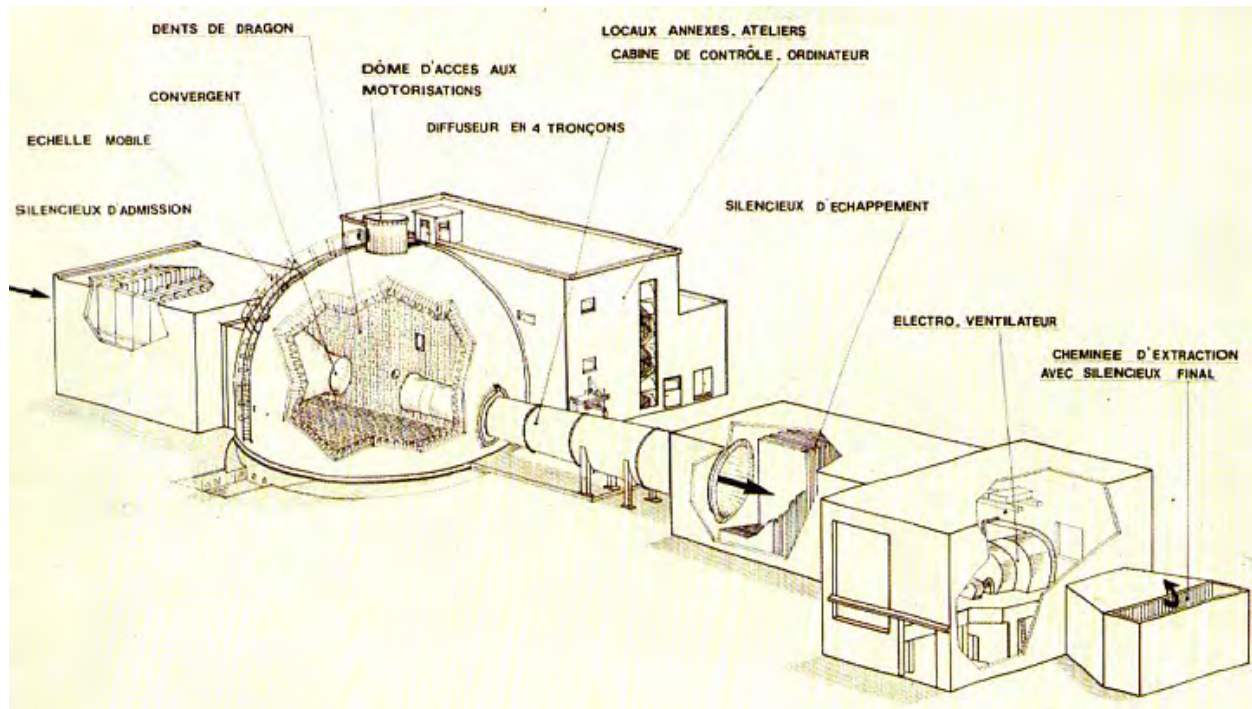 DENTS DE DRAGON
LOCAUX ANNEXES. ATELIERS
CABINE DE CONTRÔLE. ORDINATEUR
DÔME D'ACCES AUX
MOTORISATIONS
CONVERGENT
DIFFUSEUR EN 4 TRONÇONS
ECHELLE MOBILE
SILENCIEUX D'ADMISSION
SILENCIEUX D'ECHAPPEMENT
ELECTRO. VENTILATEUR
CHEMINEE D'EXTRACTION
AVEC SILENCIEUX FINAL